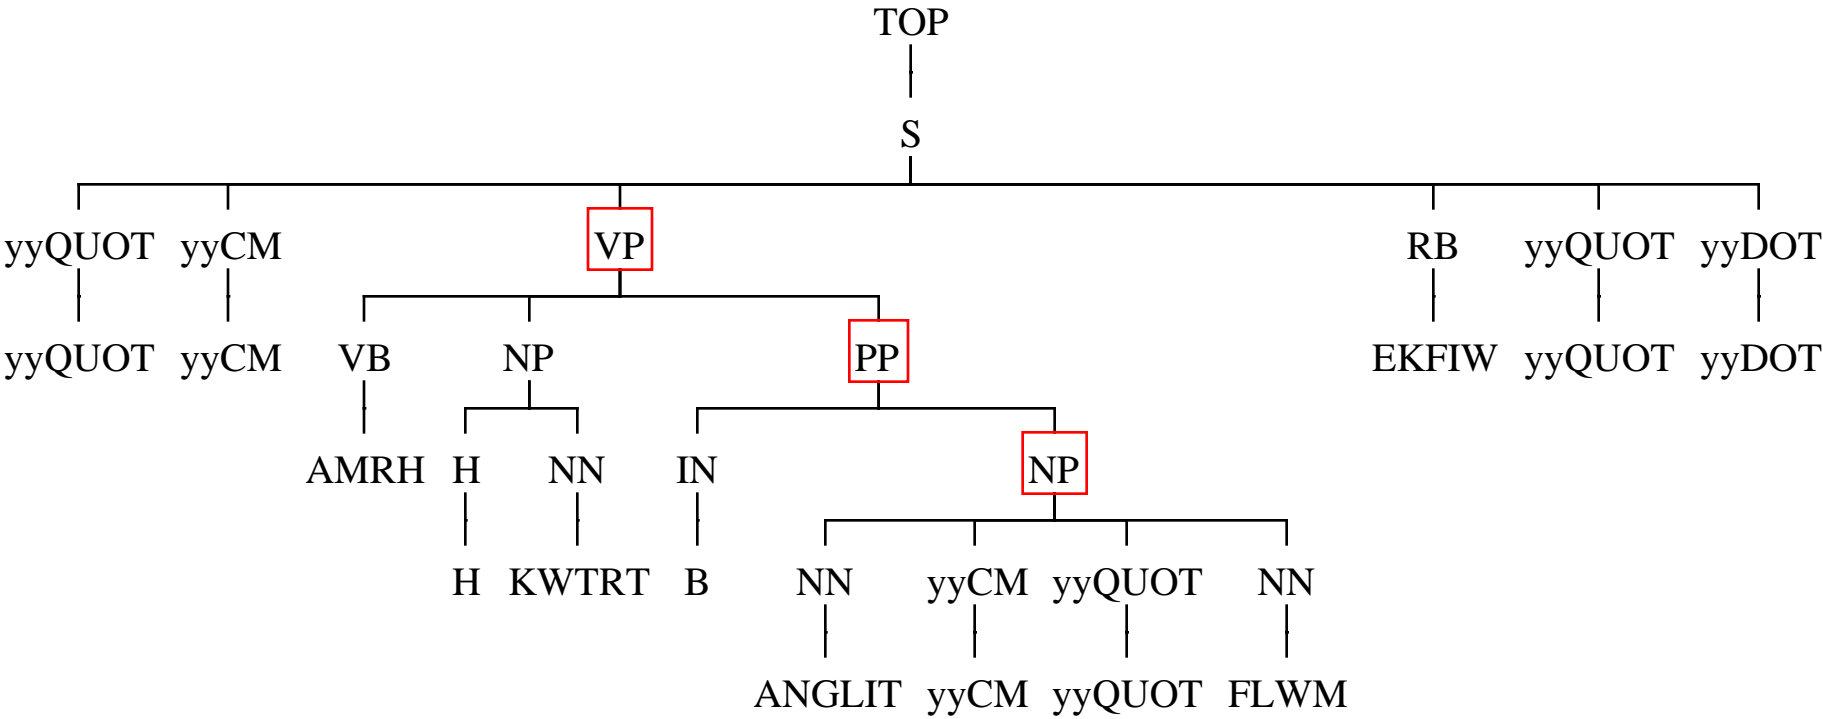 TOP
S
yyQUOT yyCM VP RB yyQUOT yyDOT
yyQUOT yyCM VB NP PP EKFIW yyQUOT yyDOT
AMRH H NN IN NP
H KWTRT B NN yyCM yyQUOT NN
ANGLIT yyCM yyQUOT FLWM